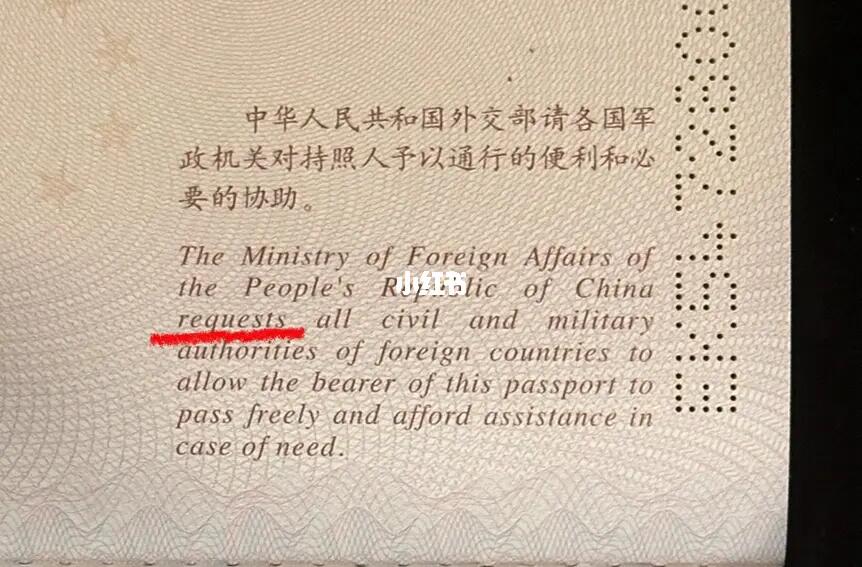 中华人民共和国外交部请各国军
政机关对持照人予以通行的便利和必
要的协助。
The Ministry of Foreign Affairs of
the People's Republic of China
小红书
requests all civil and military
authorities of foreign countries to
allow the bearer of this passport to
pass freely and afford assistance in
case of need.